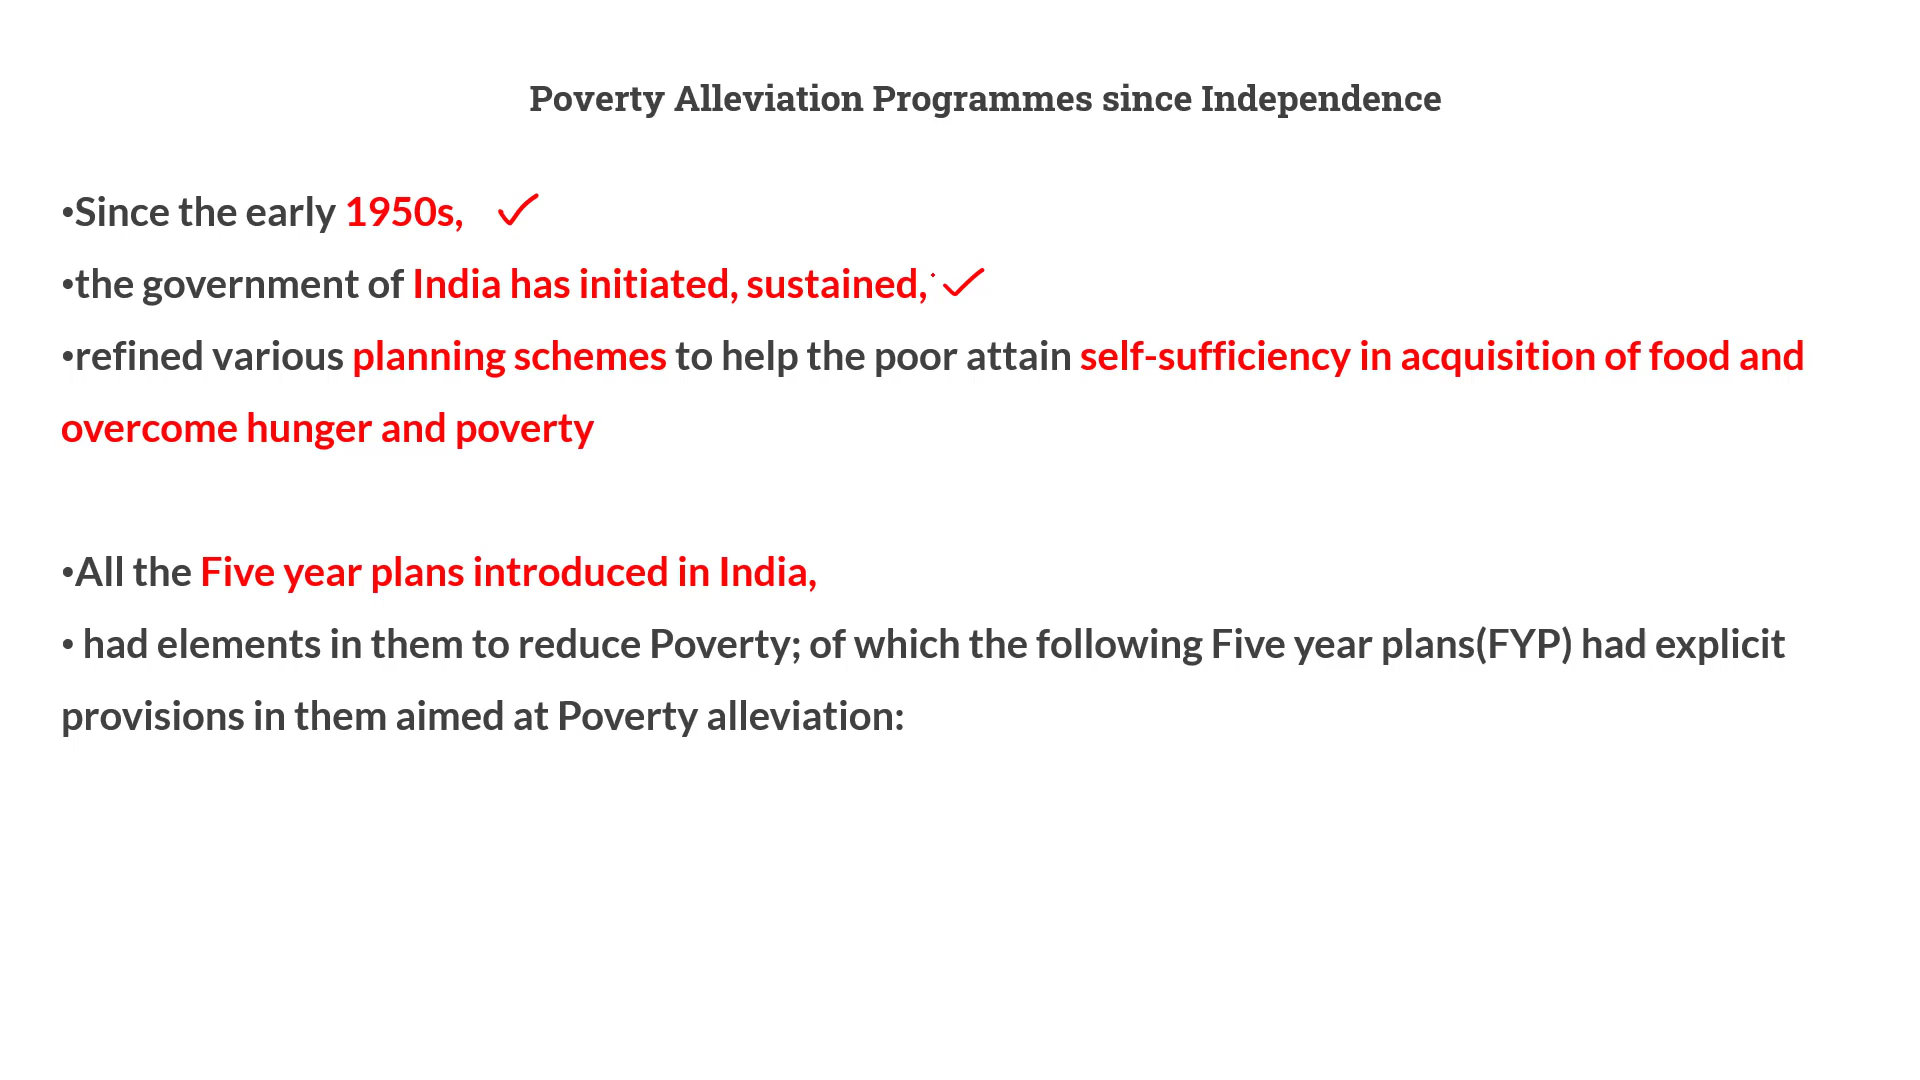 Poverty Alleviation Programmes since Independence
•Since the early 1950s,
•the government of India has initiated, sustained,
•refined various planning schemes to help the poor attain self-sufficiency in acquisition of food and
overcome hunger and poverty
•All the Five year plans introduced in India,
• had elements in them to reduce Poverty; of which the following Five year plans(FYP) had explicit
provisions in them aimed at Poverty alleviation: